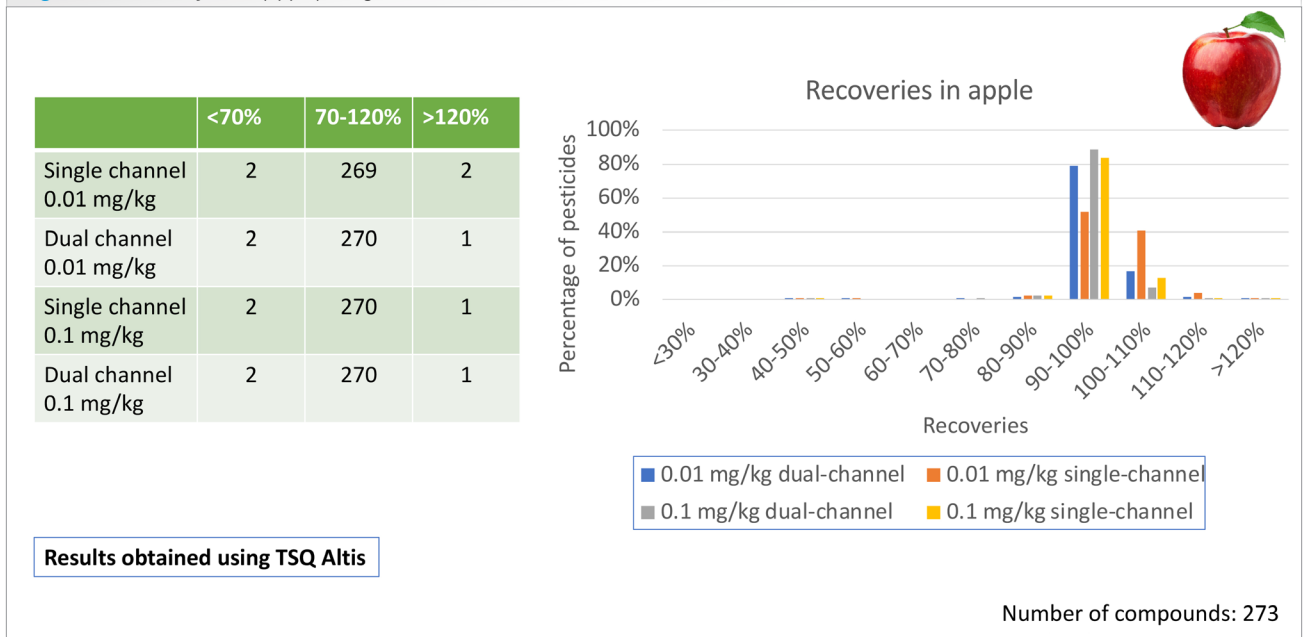 <70% 70-120% >120%
Single channel 2 269 2
0.01 mg/kg
Dual channel 2 270 1
0.01 mg/kg
Single channel 2 270 1
0.1 mg/kg
Dual channel 2 270 1
0.1 mg/kg
Results obtained using TSQ Altis
Recoveries in apple
Percentage of pesticides
100%
80%
60%
40%
20%
0%
<30%
30-40%
40-50%
50-60%
60-70%
70-80%
80-90%
90-100%
100-110%
110-120%
>120%
Recoveries
0.01 mg/kg dual-channel 0.01 mg/kg single-channel
0.1 mg/kg dual-channel 0.1 mg/kg single-channel
Number of compounds: 273